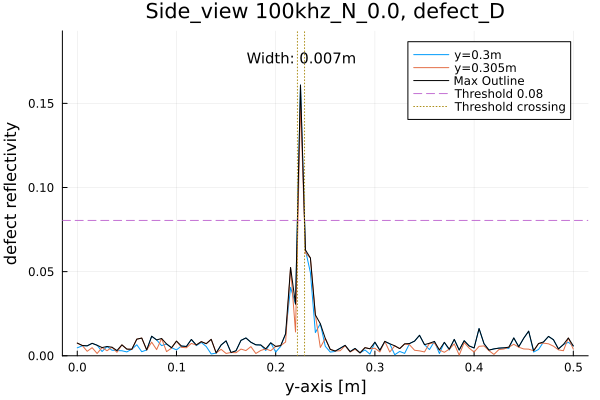 Side_view 100khz_N_0.0, defect_D
Width: 0.007m
y=0.3m
y=0.305m
Max Outline
Threshold 0.08
Threshold crossing
defect reflectivity
0.15
0.10
0.05
0.00
0.0 0.1 0.2 0.3 0.4 0.5
y-axis [m]